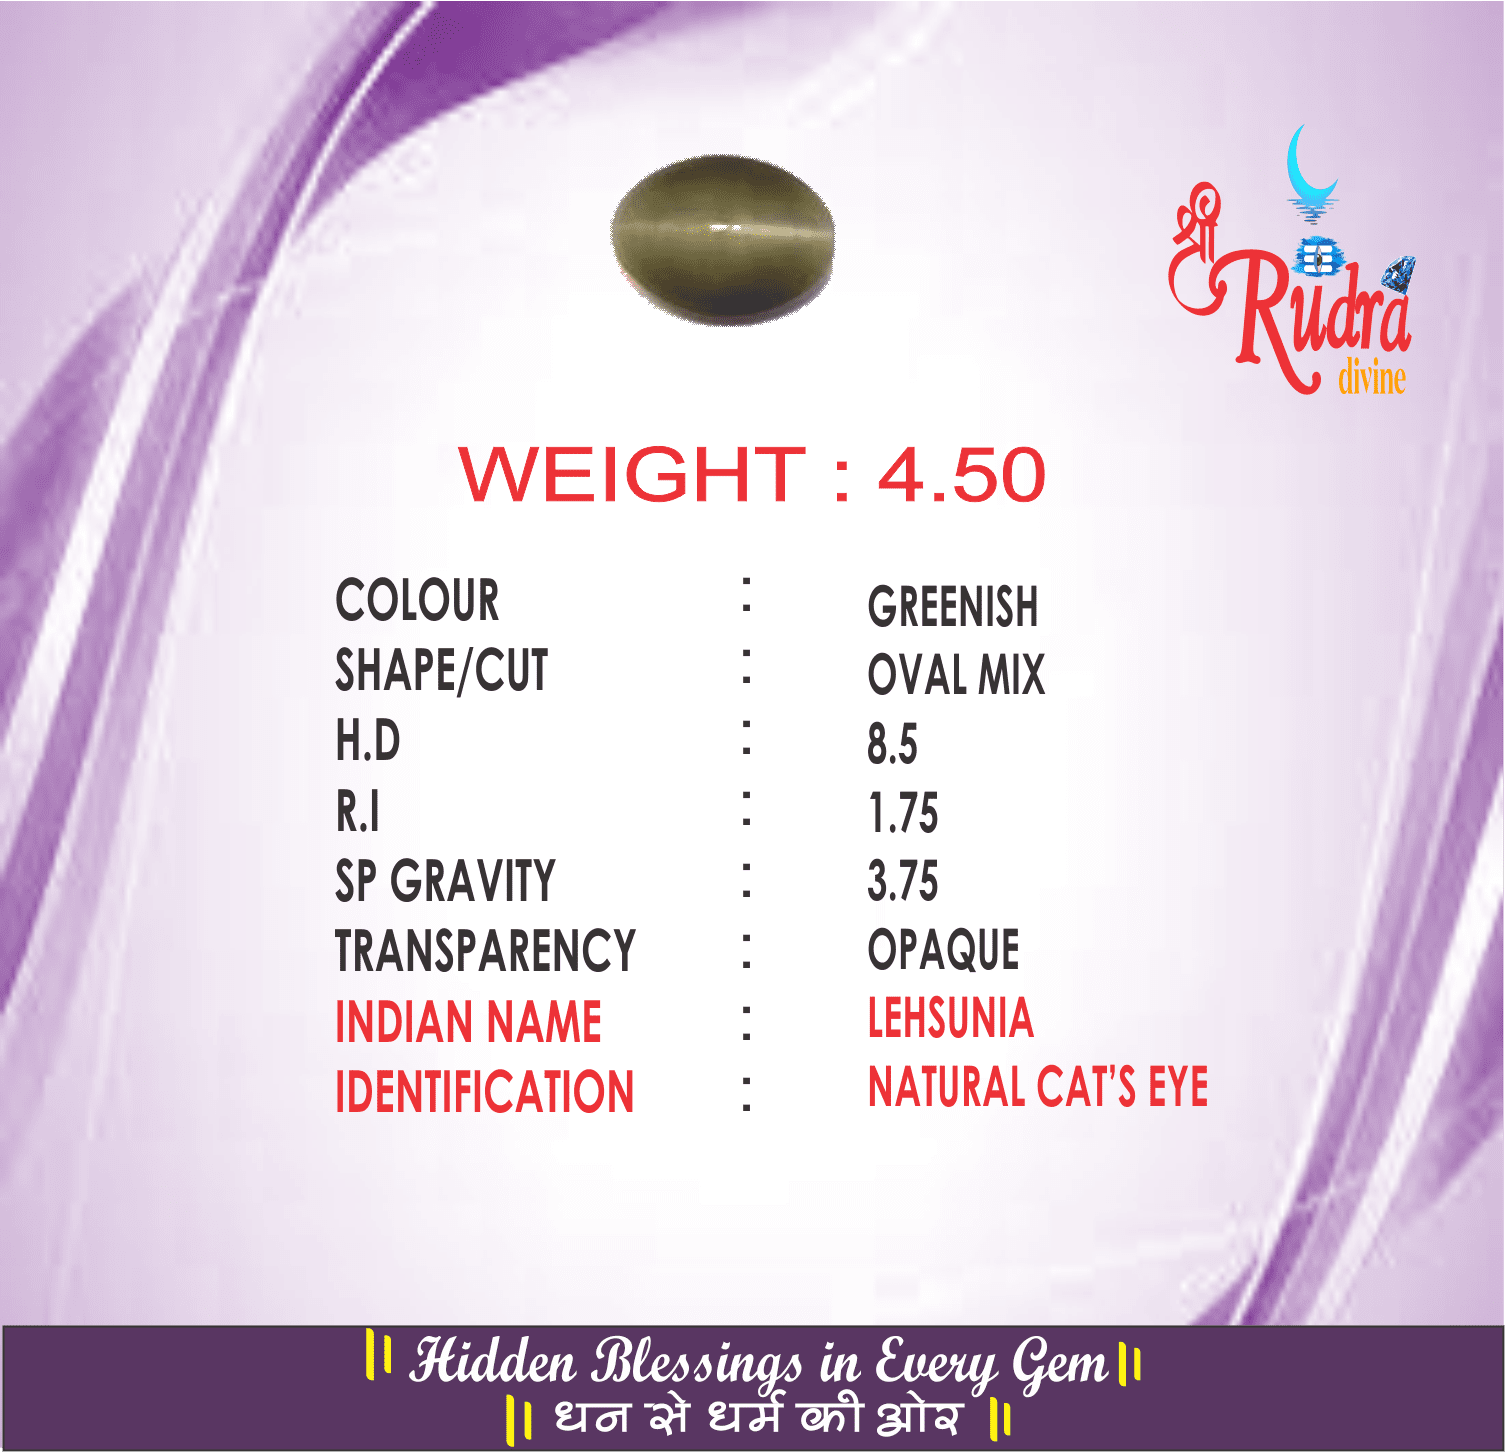 श्री
Rudra
divine
WEIGHT : 4.50
COLOUR : GREENISH
SHAPE/CUT : OVAL MIX
H.D : 8.5
R.I : 1.75
SP GRAVITY : 3.75
TRANSPARENCY : OPAQUE
INDIAN NAME : LEHSUNIA
IDENTIFICATION : NATURAL CAT’S EYE
|| Hidden Blessings in Every Gem ||
|| धन से धर्म की ओर ||